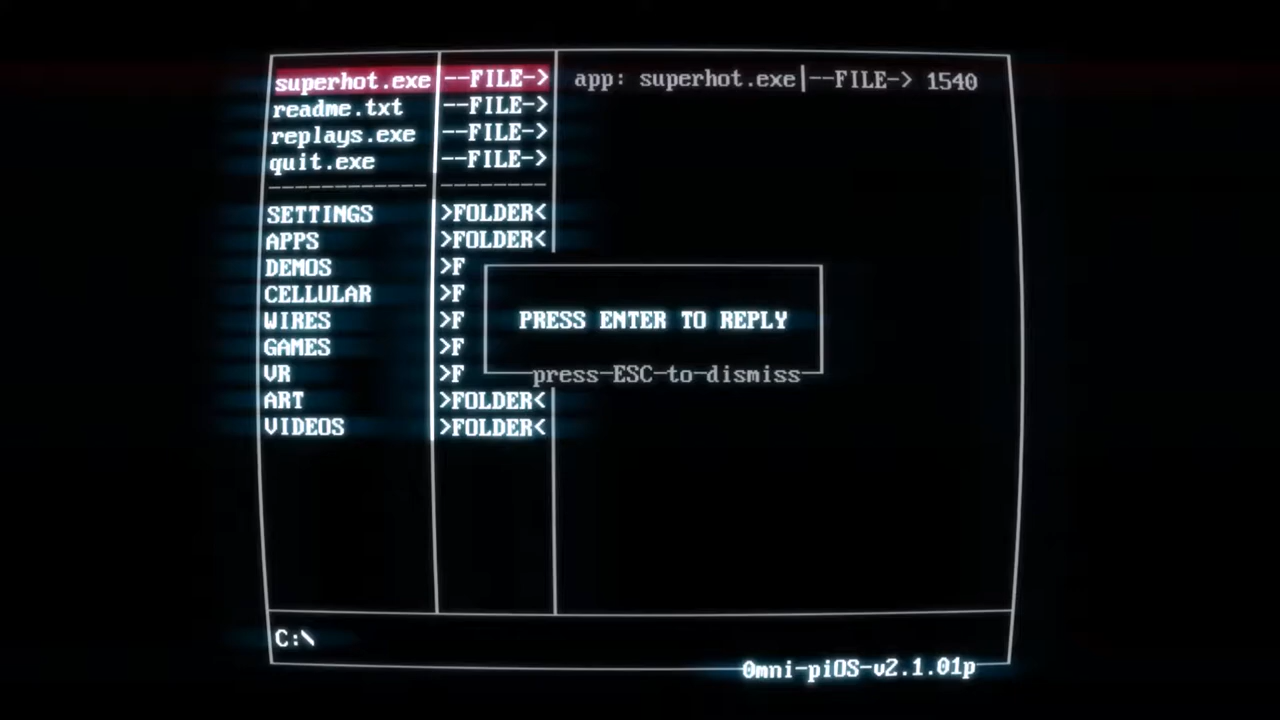 superhot.exe --FILE-> app: superhot.exe|--FILE-> 1540
readme.txt --FILE->
replays.exe --FILE->
quit.exe --FILE->
------------ --------
SETTINGS >FOLDER<
APPS >FOLDER<
DEMOS >F
CELLULAR >F
WIRES >F
GAMES >F
VR >F
ART >FOLDER<
VIDEOS >FOLDER<
PRESS ENTER TO REPLY
press-ESC-to-dismiss
C:\
0mni-piOS-v2.1.01p